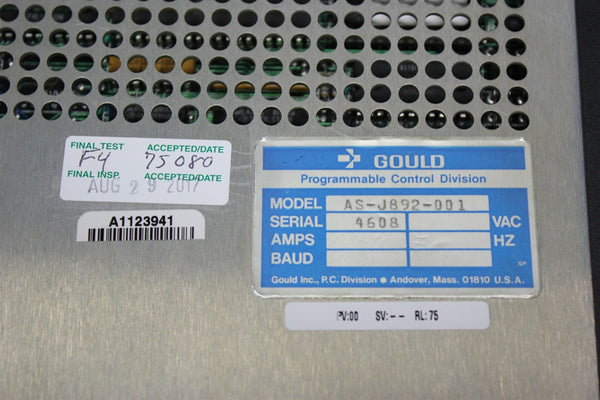 FINAL TEST ACCEPTED/DATE
F4 75080
FINAL INSP. ACCEPTED/DATE
AUG 29 2017
A1123941
GOULD
Programmable Control Division
MODEL AS-J892-001
SERIAL 4608 VAC
AMPS HZ
BAUD
SP
Gould Inc., P.C. Division • Andover, Mass. 01810 U.S.A.
PV:00 SV:-- RL:75